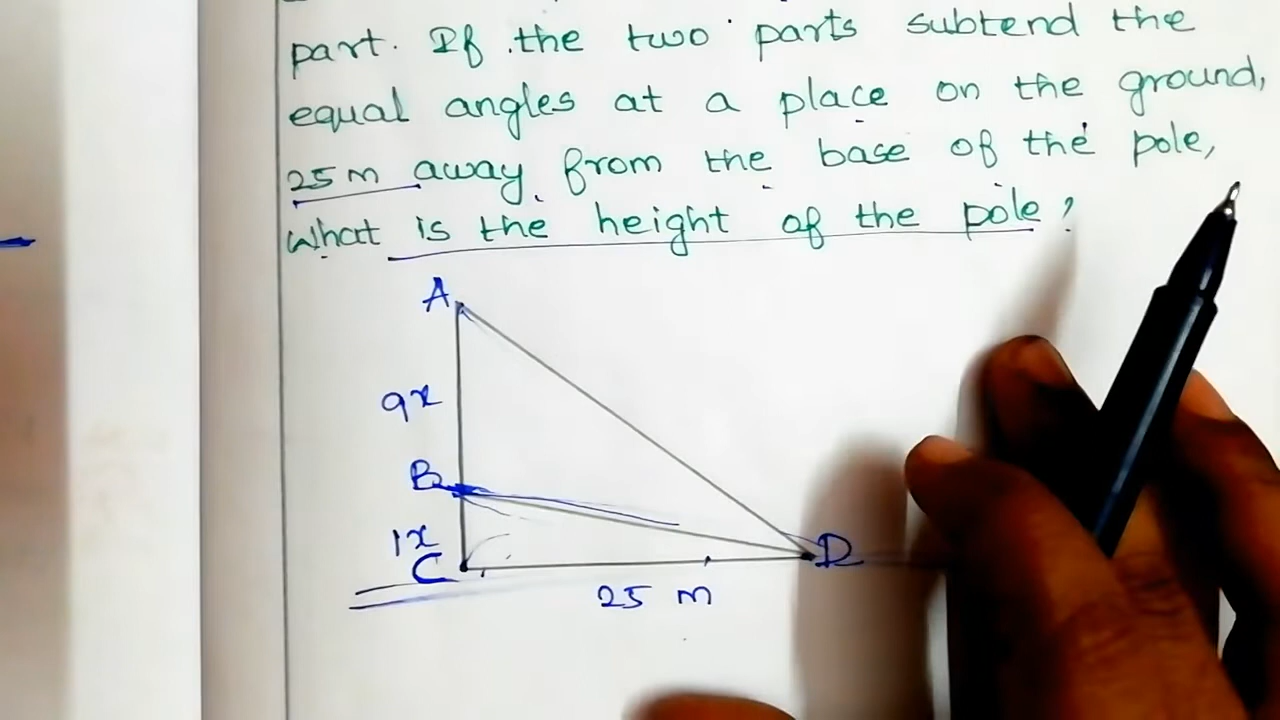 part. If the two parts subtend the
equal angles at a place on the ground,
25 m away from the base of the pole,
what is the height of the pole?
A
9x
B
1x
C
D
25 m